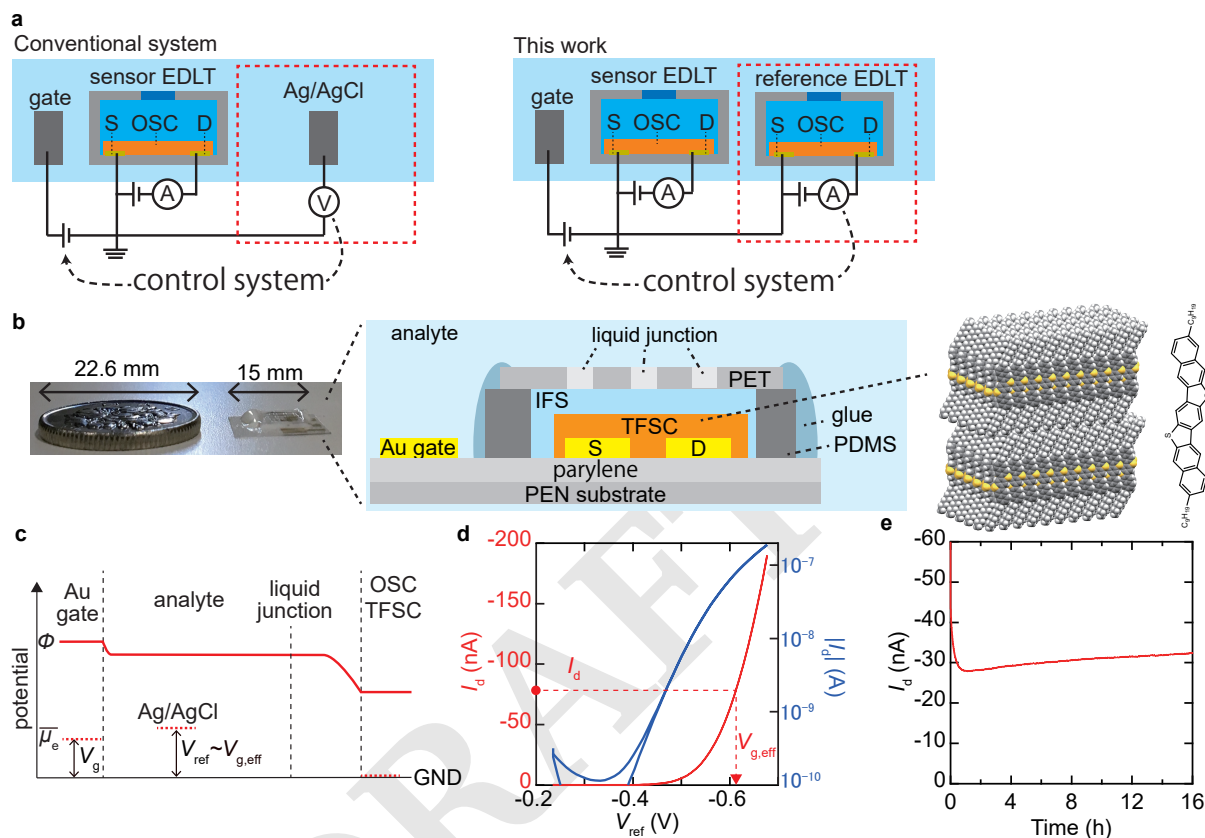 a
Conventional system
This work
sensor EDLT
Ag/AgCl
gate
S OSC D
A
V
control system
sensor EDLT
reference EDLT
gate
S OSC D
S OSC D
A
A
control system
b
22.6 mm
15 mm
analyte
liquid junction
PET
IFS
TFSC
glue
Au gate
S
D
PDMS
parylene
PEN substrate
C₉H₁₉
S
C₉H₁₉
c
Au
gate
analyte
liquid
junction
OSC
TFSC
Φ
potential
Ag/AgCl
μ̅e
Vg
Vref~Vg,eff
GND
d
-200
-150
-100
-50
0
Id (nA)
Id
Vg,eff
10⁻⁷
10⁻⁸
10⁻⁹
10⁻¹⁰
|Id| (A)
-0.2 -0.4 -0.6
Vref (V)
e
-60
-50
-40
-30
-20
-10
0
Id (nA)
0 4 8 12 16
Time (h)
DRAFT